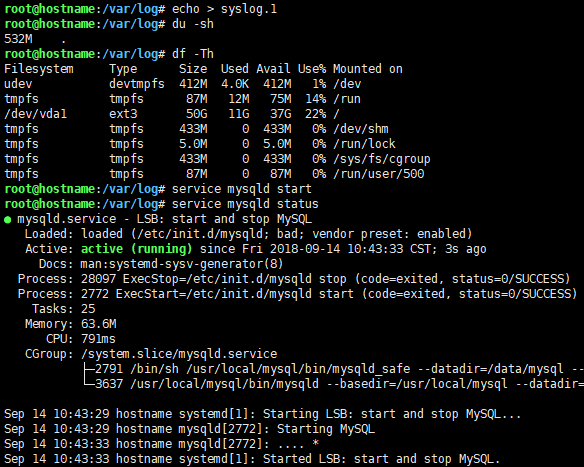 root@hostname:/var/log# echo > syslog.1
root@hostname:/var/log# du -sh
532M    .
root@hostname:/var/log# df -Th
Filesystem     Type      Size  Used Avail Use% Mounted on
udev           devtmpfs  412M  4.0K  412M   1% /dev
tmpfs          tmpfs      87M   12M   75M  14% /run
/dev/vda1      ext3       50G   11G   37G  22% /
tmpfs          tmpfs     433M     0  433M   0% /dev/shm
tmpfs          tmpfs     5.0M     0  5.0M   0% /run/lock
tmpfs          tmpfs     433M     0  433M   0% /sys/fs/cgroup
tmpfs          tmpfs      87M     0   87M   0% /run/user/500
root@hostname:/var/log# service mysqld start
root@hostname:/var/log# service mysqld status
● mysqld.service - LSB: start and stop MySQL
   Loaded: loaded (/etc/init.d/mysqld; bad; vendor preset: enabled)
   Active: active (running) since Fri 2018-09-14 10:43:33 CST; 3s ago
     Docs: man:systemd-sysv-generator(8)
  Process: 28097 ExecStop=/etc/init.d/mysqld stop (code=exited, status=0/SUCCESS)
  Process: 2772 ExecStart=/etc/init.d/mysqld start (code=exited, status=0/SUCCESS)
    Tasks: 25
   Memory: 63.6M
      CPU: 791ms
   CGroup: /system.slice/mysqld.service
           ├─2791 /bin/sh /usr/local/mysql/bin/mysqld_safe --datadir=/data/mysql --
           └─3637 /usr/local/mysql/bin/mysqld --basedir=/usr/local/mysql --datadir=
Sep 14 10:43:29 hostname systemd[1]: Starting LSB: start and stop MySQL...
Sep 14 10:43:29 hostname mysqld[2772]: Starting MySQL
Sep 14 10:43:33 hostname mysqld[2772]: .... *
Sep 14 10:43:33 hostname systemd[1]: Started LSB: start and stop MySQL.